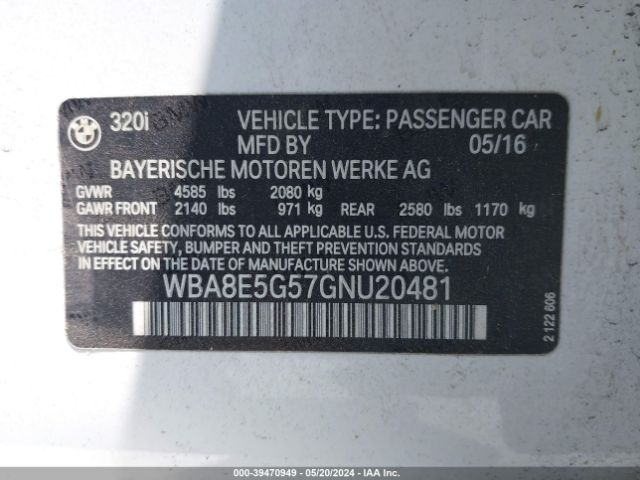 320i VEHICLE TYPE: PASSENGER CAR
MFD BY 05/16
BAYERISCHE MOTOREN WERKE AG
GVWR 4585 lbs 2080 kg
GAWR FRONT 2140 lbs 971 kg REAR 2580 lbs 1170 kg
THIS VEHICLE CONFORMS TO ALL APPLICABLE U.S. FEDERAL MOTOR
VEHICLE SAFETY, BUMPER AND THEFT PREVENTION STANDARDS
IN EFFECT ON THE DATE OF MANUFACTURE SHOWN ABOVE.
WBA8E5G57GNU20481
2 122 606
000-39470949 - 05/20/2024 - IAA Inc.